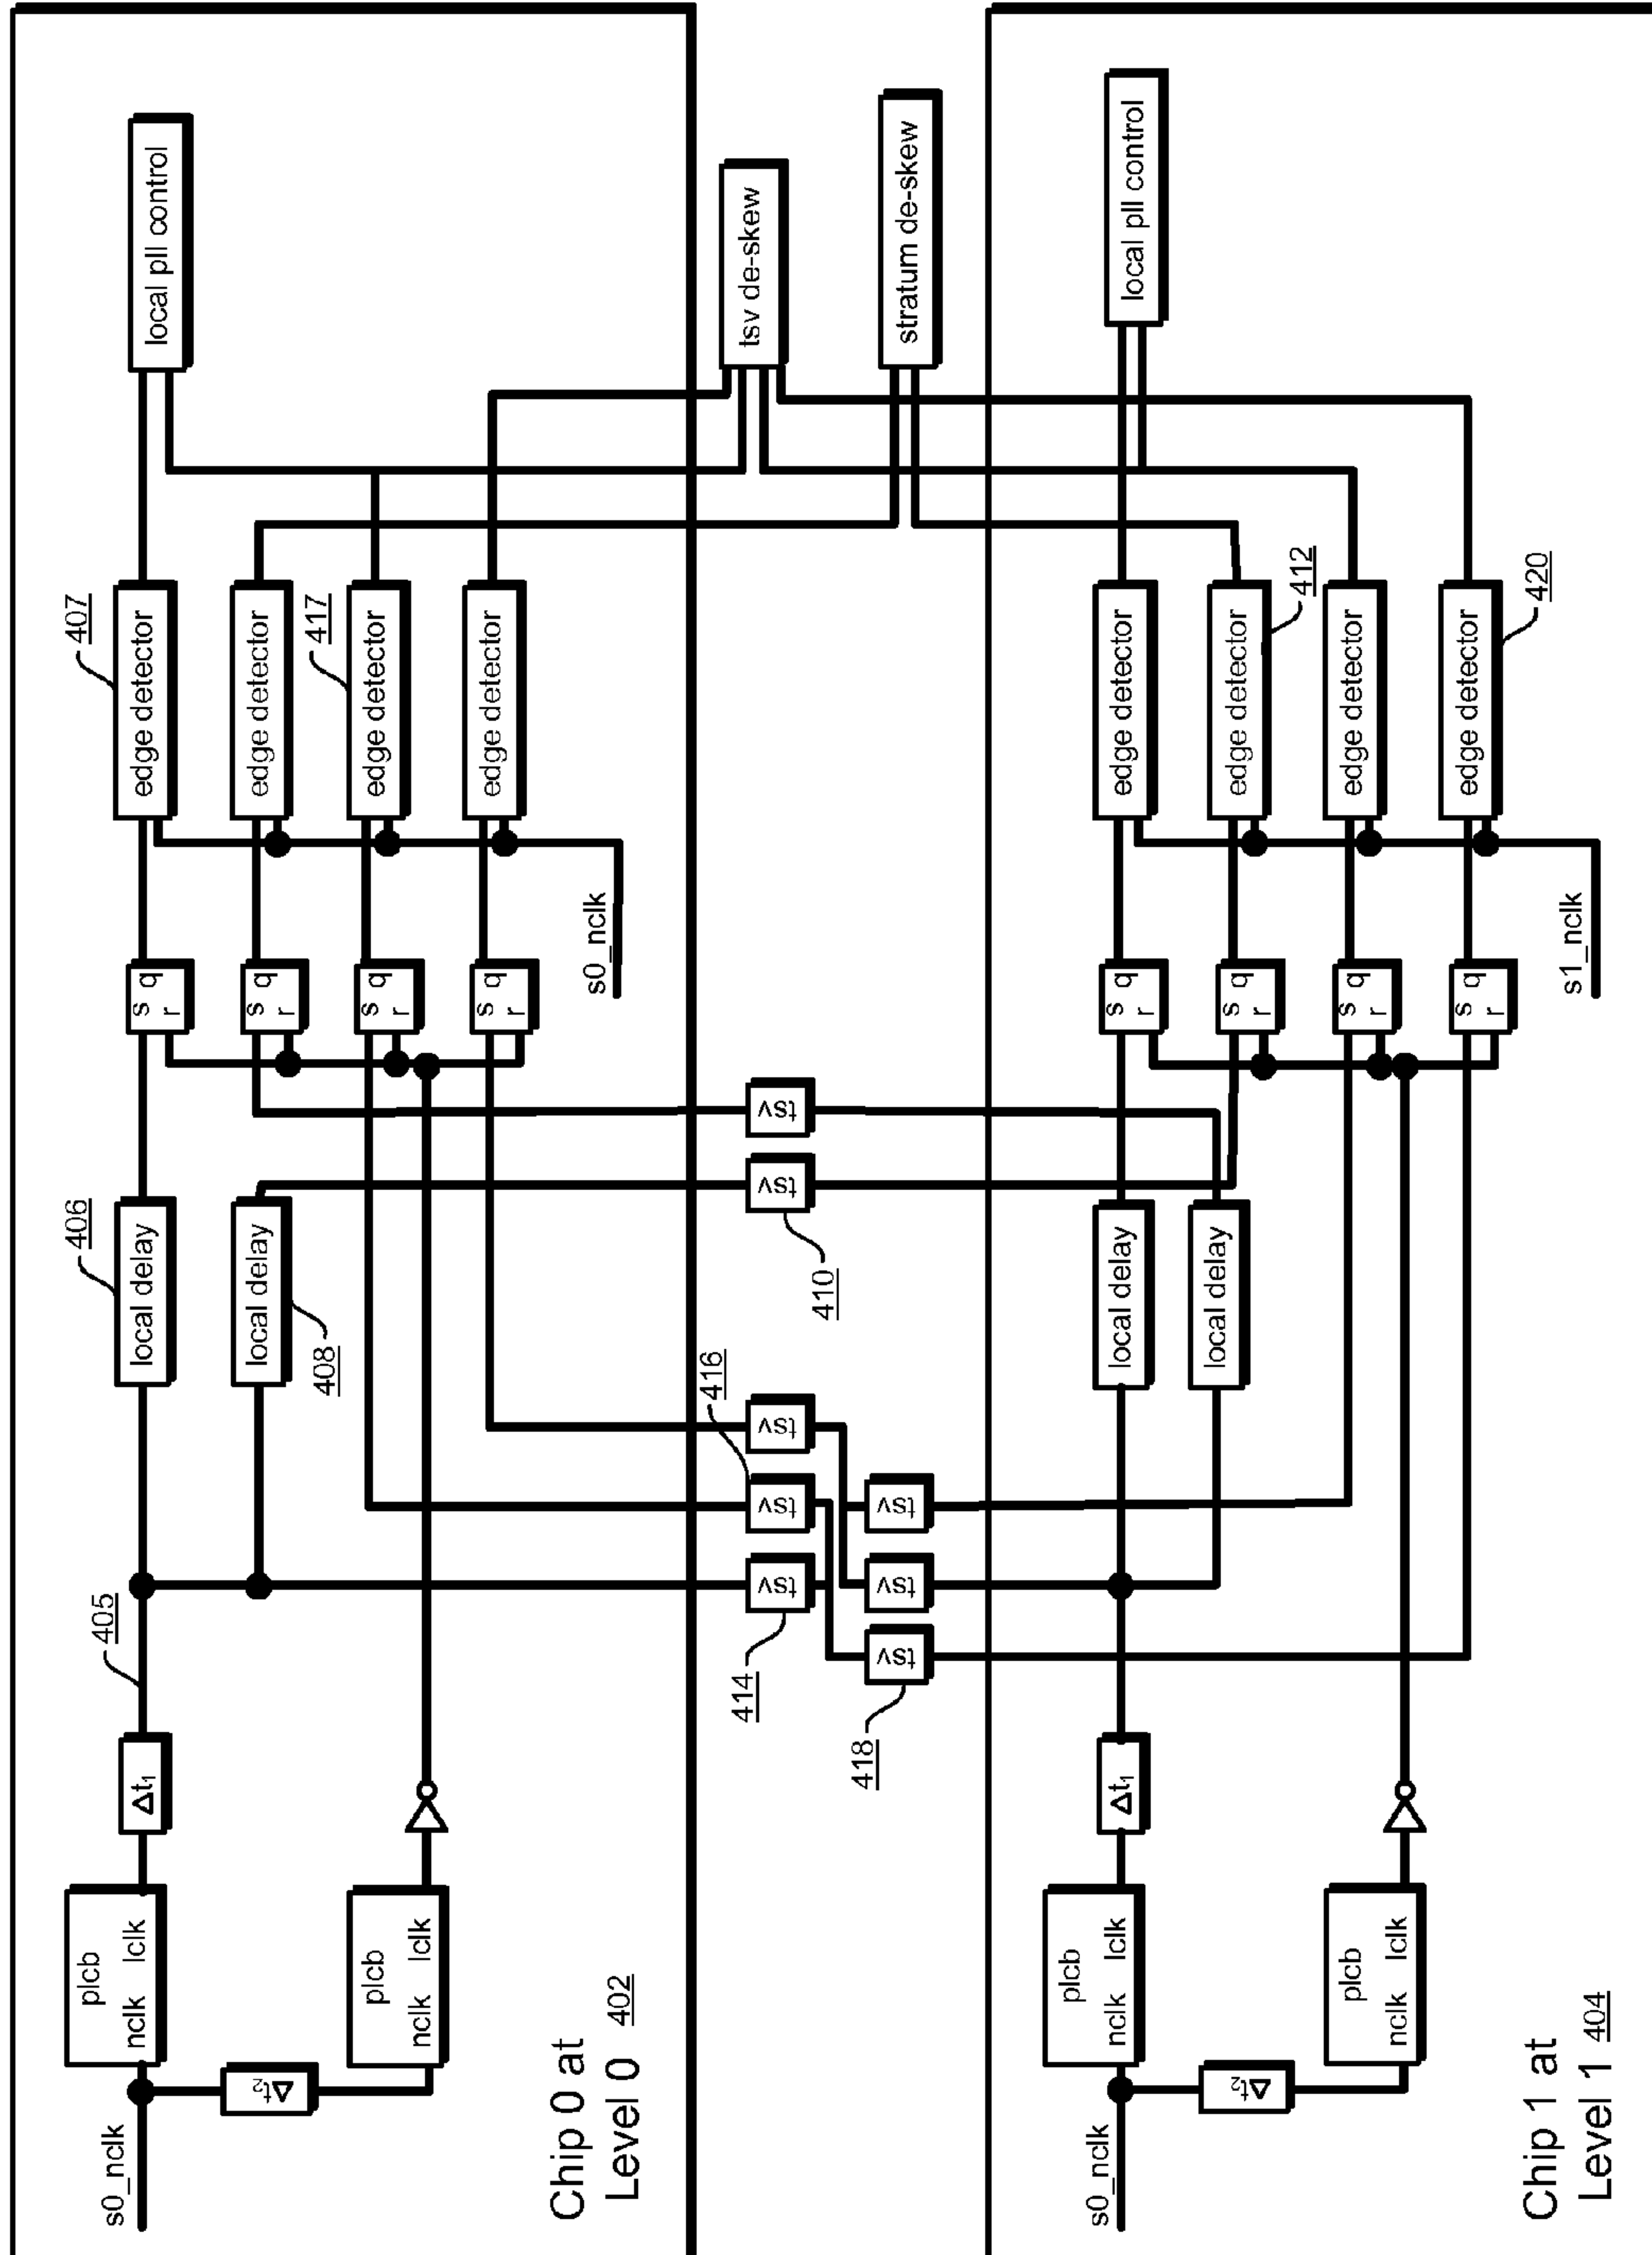 s0_nclk
plcb
nclk lclk
Δt₁
405
406
local delay
s q
r
407
edge detector
local pll control
Δt₂
local delay
408
s q
r
edge detector
plcb
nclk lclk
s q
r
417
edge detector
s q
r
edge detector
s0_nclk
Chip 0 at
Level 0 402
414
tsv
416
tsv
tsv
410
tsv
tsv
tsv de-skew
418
tsv
tsv
tsv
stratum de-skew
s0_nclk
plcb
nclk lclk
Δt₁
local delay
s q
r
edge detector
local pll control
Δt₂
local delay
s q
r
edge detector
412
plcb
nclk lclk
s q
r
edge detector
s q
r
edge detector
420
s1_nclk
Chip 1 at
Level 1 404